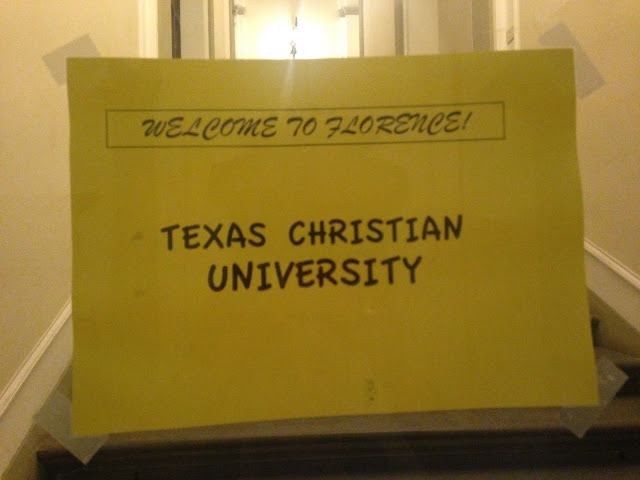 WELCOME TO FLORENCE!
TEXAS CHRISTIAN
UNIVERSITY